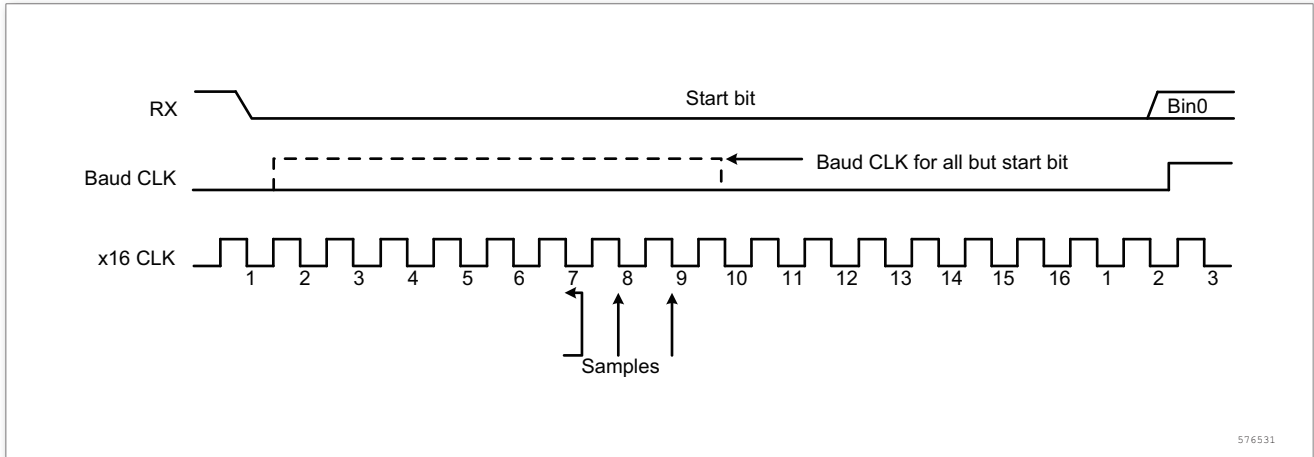 Start bit
RX
Bin0
Baud CLK for all but start bit
Baud CLK
x16 CLK
1 2 3 4 5 6 7 8 9 10 11 12 13 14 15 16 1 2 3
Samples
576531